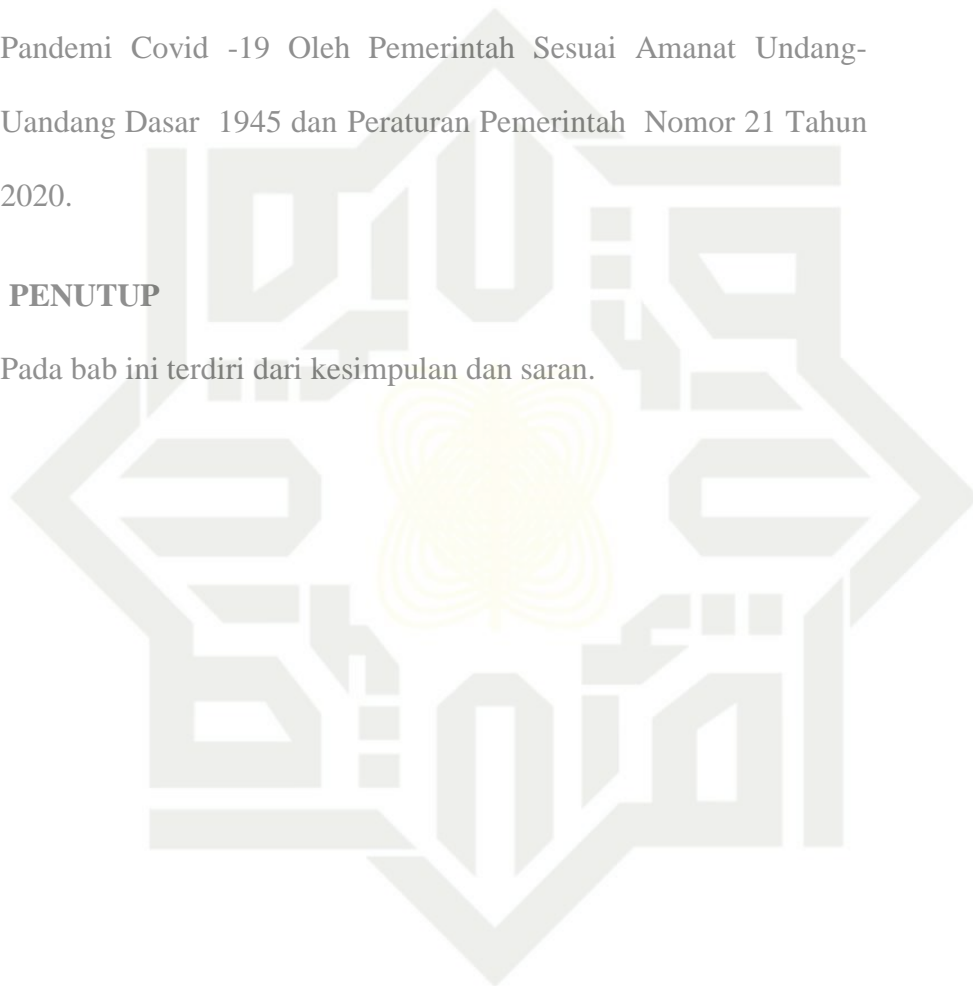 Pandemi Covid -19 Oleh Pemerintah Sesuai Amanat Undang-
Uandang Dasar 1945 dan Peraturan Pemerintah Nomor 21 Tahun
2020.
PENUTUP
Pada bab ini terdiri dari kesimpulan dan saran.